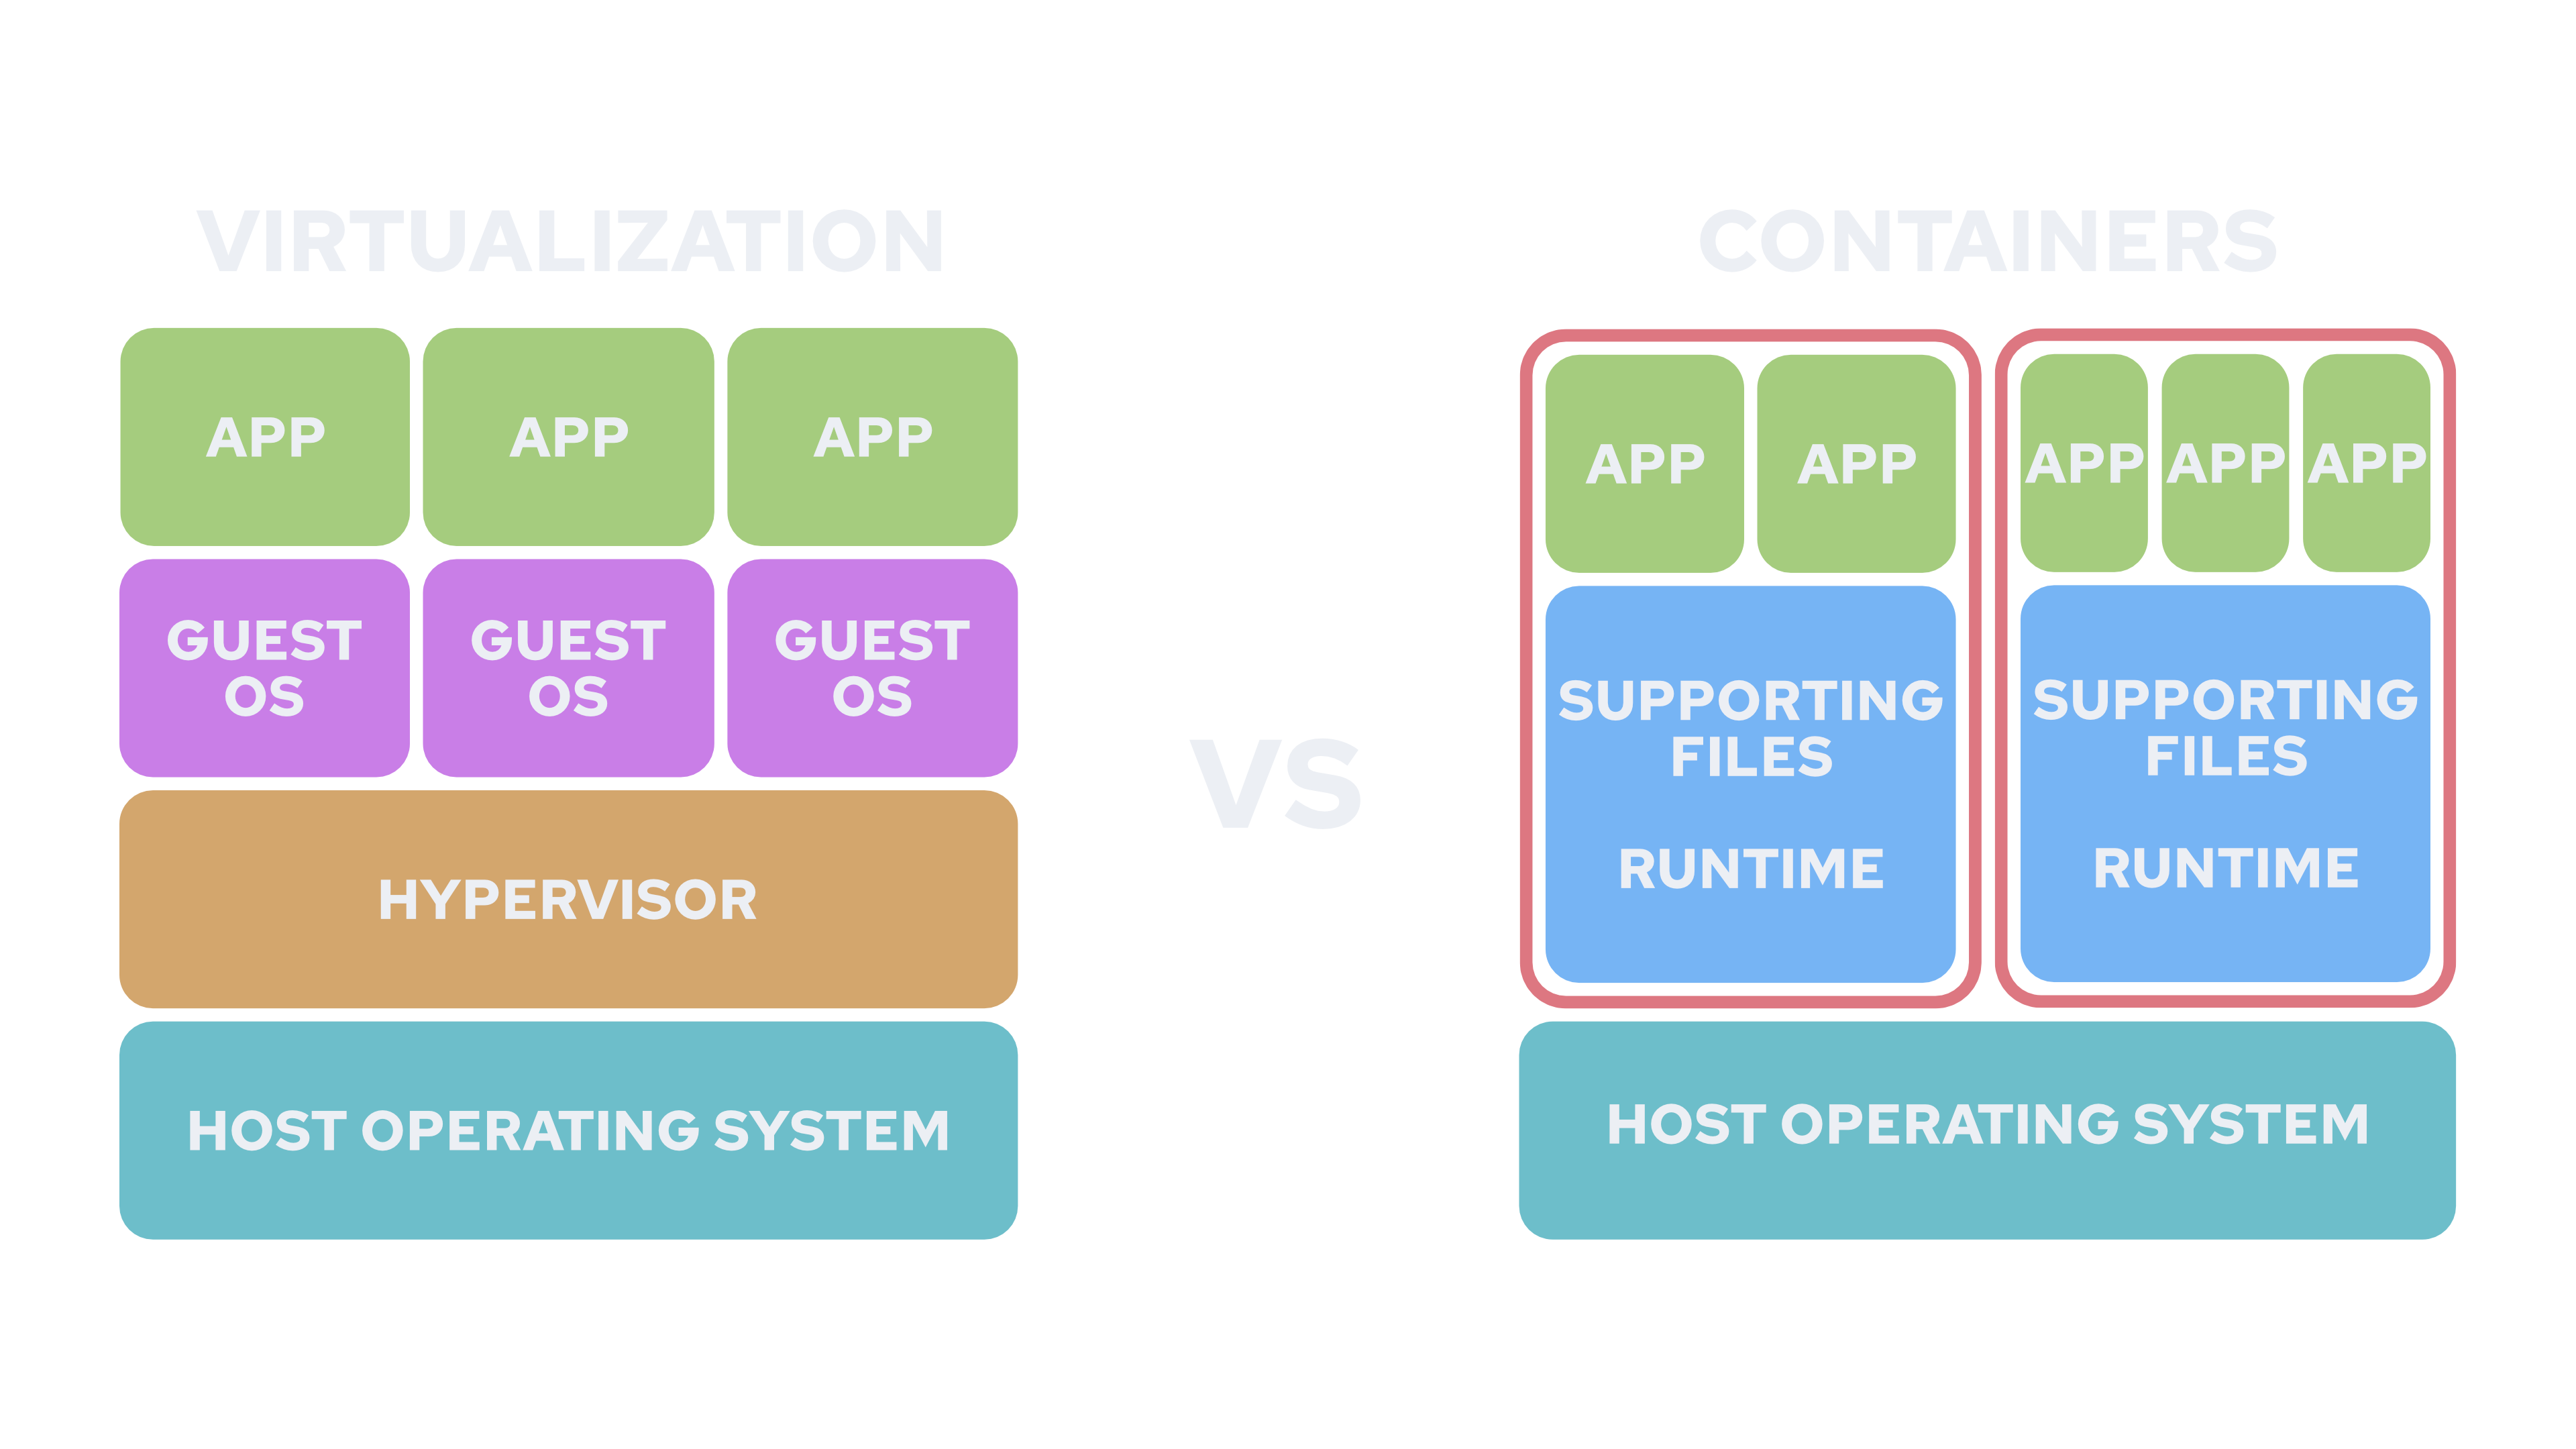 VIRTUALIZATION
APP
APP
APP
GUEST
OS
GUEST
OS
GUEST
OS
HYPERVISOR
HOST OPERATING SYSTEM
VS
CONTAINERS
APP
APP
SUPPORTING
FILES
RUNTIME
APP
APP
APP
SUPPORTING
FILES
RUNTIME
HOST OPERATING SYSTEM